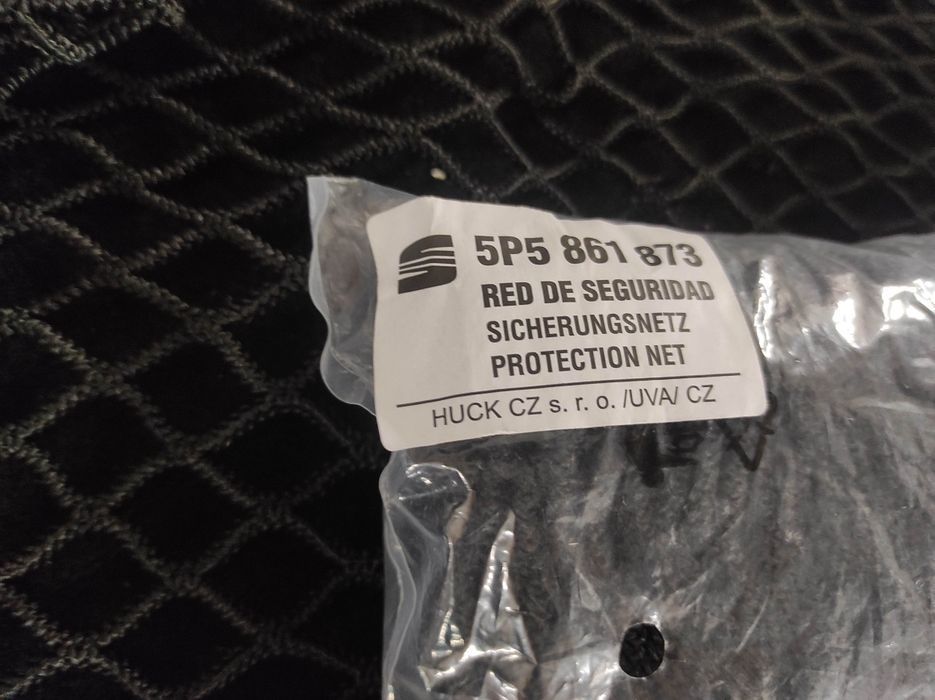 5P5 861 873
RED DE SEGURIDAD
SICHERUNGSNETZ
PROTECTION NET
HUCK CZ s. r. o. /UVA/ CZ